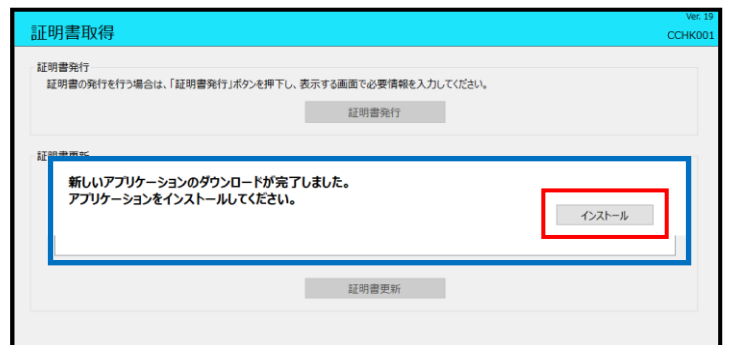 Ver. 19
証明書取得
CCHK001
証明書発行
証明書の発行を行う場合は、「証明書発行」ボタンを押下し、表示する画面で必要情報を入力してください。
証明書発行
証明書更新
新しいアプリケーションのダウンロードが完了しました。
アプリケーションをインストールしてください。
インストール
証明書更新